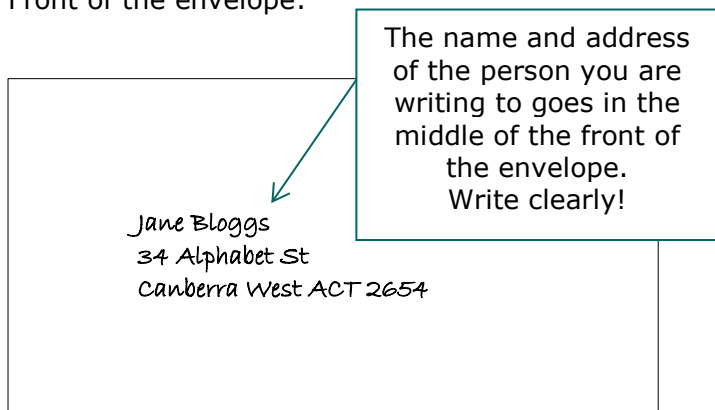 Front of the envelope:
The name and address
of the person you are
writing to goes in the
middle of the front of
the envelope.
Write clearly!
Jane Bloggs
34 Alphabet St
Canberra West ACT 2654